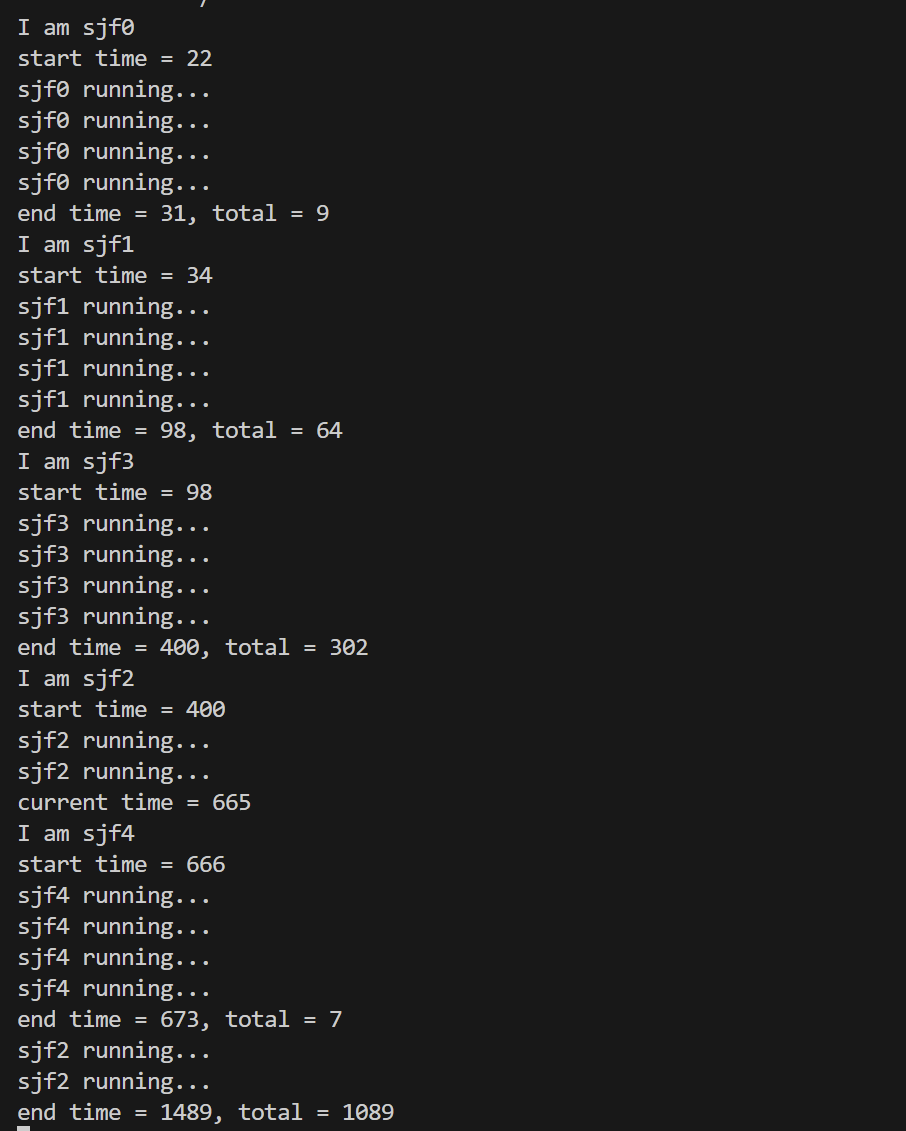 I am sjf0
start time = 22
sjf0 running...
sjf0 running...
sjf0 running...
sjf0 running...
end time = 31, total = 9
I am sjf1
start time = 34
sjf1 running...
sjf1 running...
sjf1 running...
sjf1 running...
end time = 98, total = 64
I am sjf3
start time = 98
sjf3 running...
sjf3 running...
sjf3 running...
sjf3 running...
end time = 400, total = 302
I am sjf2
start time = 400
sjf2 running...
sjf2 running...
current time = 665
I am sjf4
start time = 666
sjf4 running...
sjf4 running...
sjf4 running...
sjf4 running...
end time = 673, total = 7
sjf2 running...
sjf2 running...
end time = 1489, total = 1089